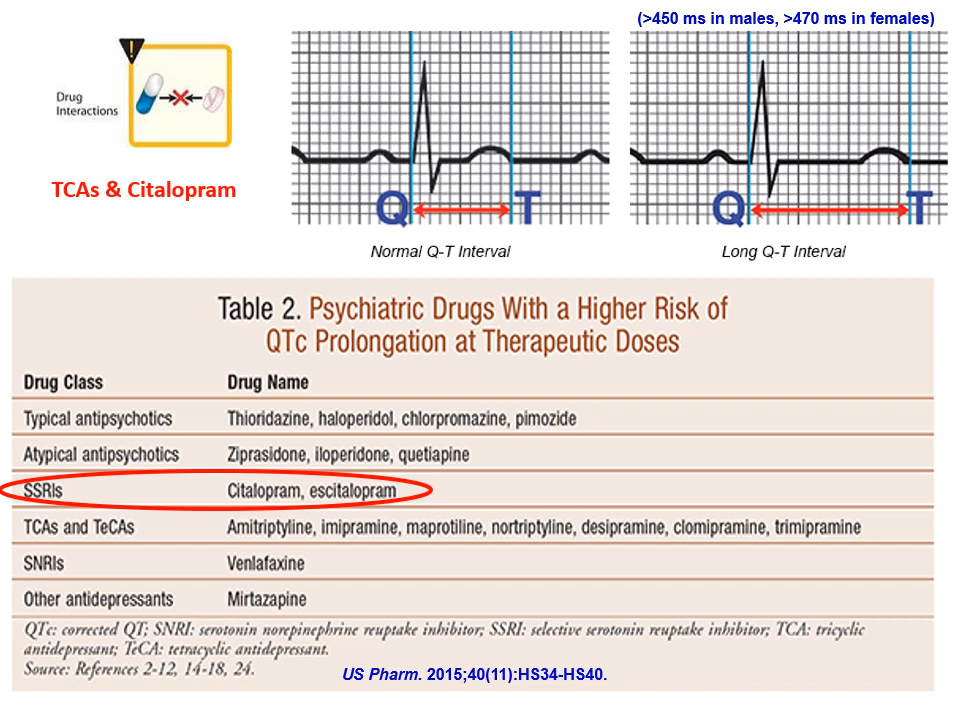 (>450 ms in males, >470 ms in females)
!
Drug
Interactions
TCAs & Citalopram
Q T
Normal Q-T Interval
Q T
Long Q-T Interval
Table 2. Psychiatric Drugs With a Higher Risk of
QTc Prolongation at Therapeutic Doses
Drug Class Drug Name
Typical antipsychotics Thioridazine, haloperidol, chlorpromazine, pimozide
Atypical antipsychotics Ziprasidone, iloperidone, quetiapine
SSRIs Citalopram, escitalopram
TCAs and TeCAs Amitriptyline, imipramine, maprotiline, nortriptyline, desipramine, clomipramine, trimipramine
SNRIs Venlafaxine
Other antidepressants Mirtazapine
QTc: corrected QT; SNRI: serotonin norepinephrine reuptake inhibitor; SSRI: selective serotonin reuptake inhibitor; TCA: tricyclic
antidepressant; TeCA: tetracyclic antidepressant.
Source: References 2-12, 14-18, 24.
US Pharm. 2015;40(11):HS34-HS40.